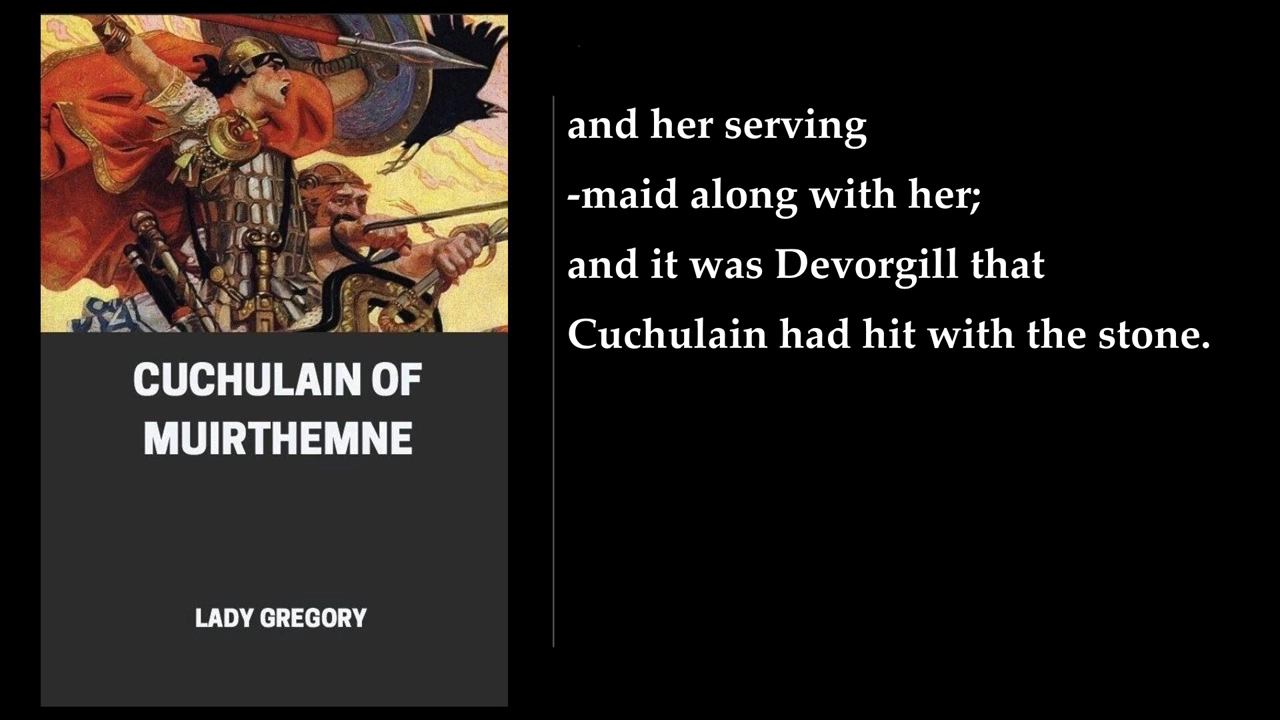 CUCHULAIN OF
MUIRTHEMNE
LADY GREGORY
and her serving
-maid along with her;
and it was Devorgill that
Cuchulain had hit with the stone.